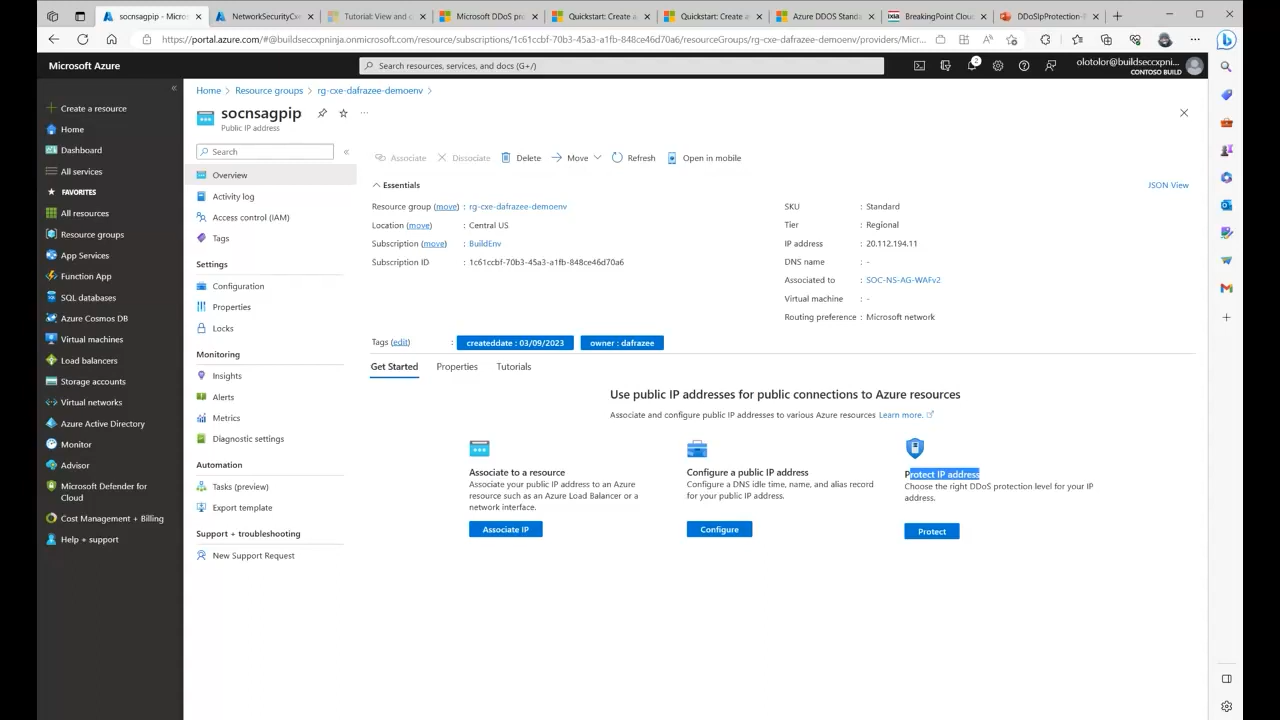 socnsagpip - Micros
NetworkSecurityCx
Tutorial: View and c
Microsoft DDoS pro
Quickstart: Create a
Quickstart: Create a
Azure DDOS Stand
BreakingPoint Cloud
DDoSIpProtection-
https://portal.azure.com/#@buildseccxpninja.onmicrosoft.com/resource/subscriptions/1c61ccbf-70b3-45a3-a1fb-848ce46d70a6/resourceGroups/rg-cxe-dafrazee-demoenv/providers/Micr...
Microsoft Azure
Search resources, services, and docs (G+/)
2
olotolor@buildseccxpni...
CONTOSO BUILD
Create a resource
Home
Dashboard
All services
FAVORITES
All resources
Resource groups
App Services
Function App
SQL databases
Azure Cosmos DB
Virtual machines
Load balancers
Storage accounts
Virtual networks
Azure Active Directory
Monitor
Advisor
Microsoft Defender for
Cloud
Cost Management + Billing
Help + support
Home > Resource groups > rg-cxe-dafrazee-demoenv >
socnsagpip
Public IP address
Search
Overview
Activity log
Access control (IAM)
Tags
Settings
Configuration
Properties
Locks
Monitoring
Insights
Alerts
Metrics
Diagnostic settings
Automation
Tasks (preview)
Export template
Support + troubleshooting
New Support Request
Associate Dissociate Delete Move Refresh Open in mobile
Essentials
JSON View
Resource group (move) : rg-cxe-dafrazee-demoenv
Location (move) : Central US
Subscription (move) : BuildEnv
Subscription ID : 1c61ccbf-70b3-45a3-a1fb-848ce46d70a6
SKU : Standard
Tier : Regional
IP address : 20.112.194.11
DNS name : -
Associated to : SOC-NS-AG-WAFv2
Virtual machine : -
Routing preference : Microsoft network
Tags (edit) : createddate : 03/09/2023 owner : dafrazee
Get Started Properties Tutorials
Use public IP addresses for public connections to Azure resources
Associate and configure public IP addresses to various Azure resources Learn more.
Associate to a resource
Associate your public IP address to an Azure
resource such as an Azure Load Balancer or a
network interface.
Associate IP
Configure a public IP address
Configure a DNS idle time, name, and alias record
for your public IP address.
Configure
Protect IP address
Choose the right DDoS protection level for your IP
address.
Protect